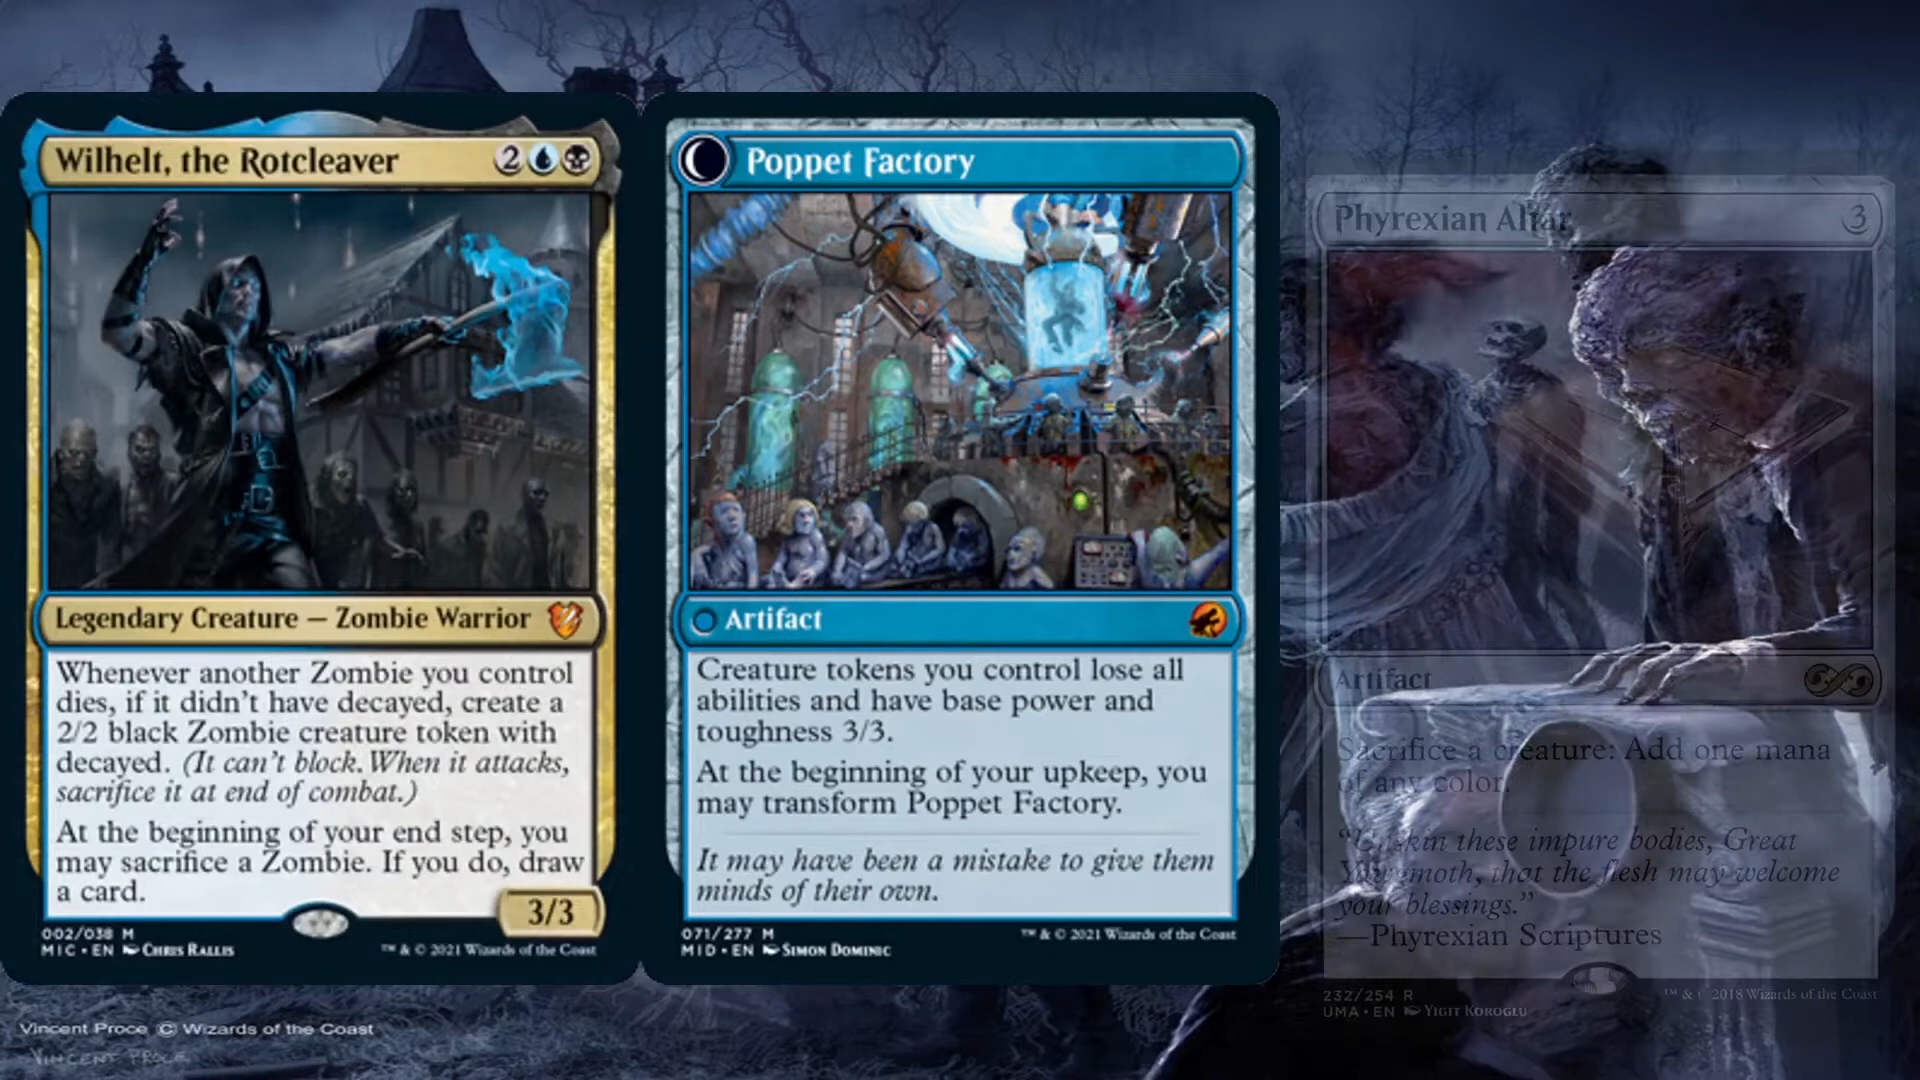 Wilhelt, the Rotcleaver 2
Legendary Creature — Zombie Warrior
Whenever another Zombie you control
dies, if it didn't have decayed, create a
2/2 black Zombie creature token with
decayed. (It can't block. When it attacks,
sacrifice it at end of combat.)
At the beginning of your end step, you
may sacrifice a Zombie. If you do, draw
a card.
3/3
002/038 M
MIC • EN CHRIS RALLIS
™ & © 2021 Wizards of the Coast
Poppet Factory
Artifact
Creature tokens you control lose all
abilities and have base power and
toughness 3/3.
At the beginning of your upkeep, you
may transform Poppet Factory.
It may have been a mistake to give them
minds of their own.
071/277 M
MID • EN SIMON DOMINIC
™ & © 2021 Wizards of the Coast
Phyrexian Altar 3
Artifact
Sacrifice a creature: Add one mana
of any color.
these impure bodies, Great
that the flesh may welcome
your blessings."
—Phyrexian Scriptures
232/254 R
UMA • EN YIGIT KOROGLU
™ & © 2018 Wizards of the Coast
Vincent Proce © Wizards of the Coast
VINCENT PROCE